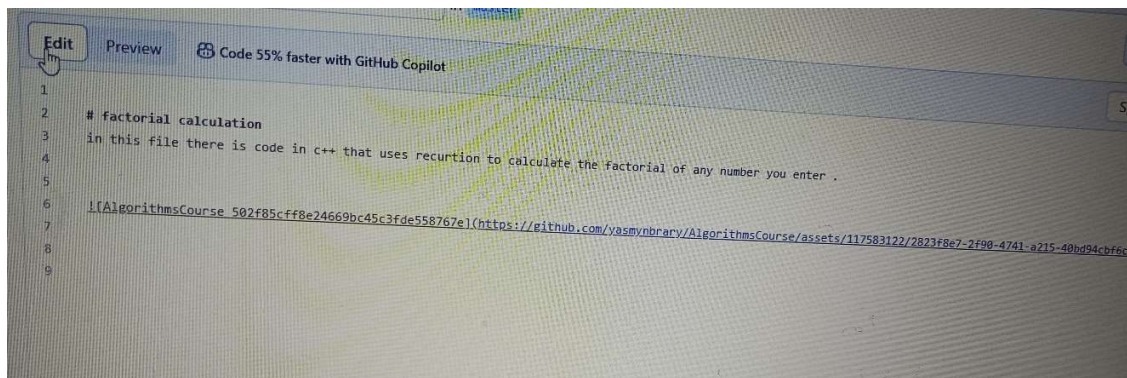 Edit
Preview
Code 55% faster with GitHub Copilot
1
2 # factorial calculation
3 in this file there is code in c++ that uses recurtion to calculate the factorial of any number you enter .
4
5
6 ![AlgorithmsCourse_502f85cff8e24669bc45c3fde558767e](https://github.com/yasmynbrary/AlgorithmsCourse/assets/117583122/2823f8e7-2f90-4741-a215-40bd94cbf6c
7
8
9